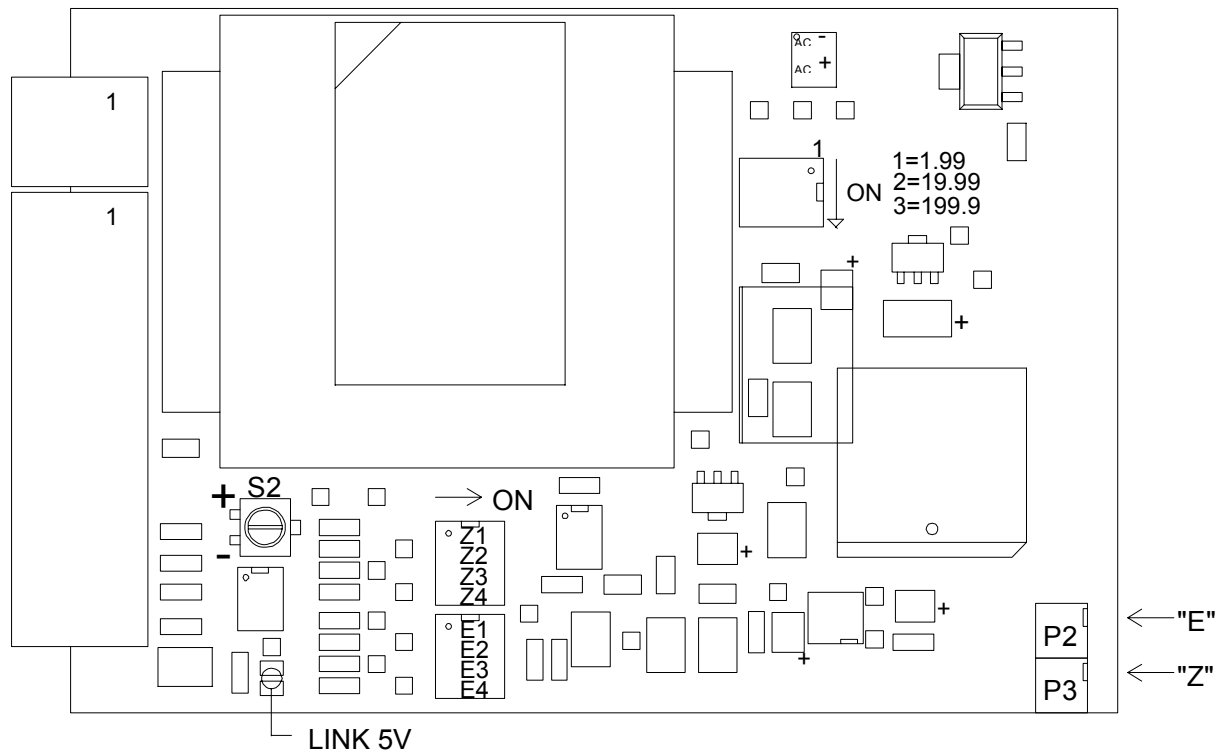 AC -
AC +
1
1
1
ON
1=1.99
2=19.99
3=199.9
+
+
S2
+
-
ON
Z1
Z2
Z3
Z4
E1
E2
E3
E4
+
+
+
P2
"E"
P3
"Z"
LINK 5V